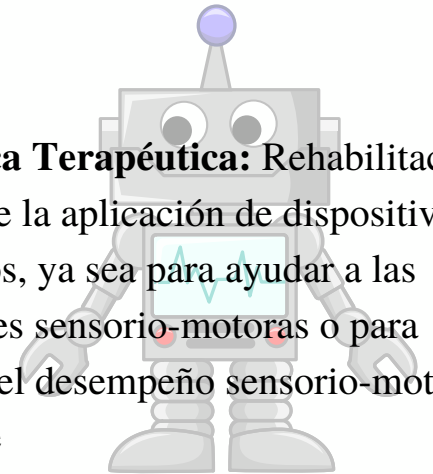 ca Terapéutica: Rehabilitac
e la aplicación de dispositiv
os, ya sea para ayudar a las
es sensorio-motoras o para
el desempeño sensorio-mot